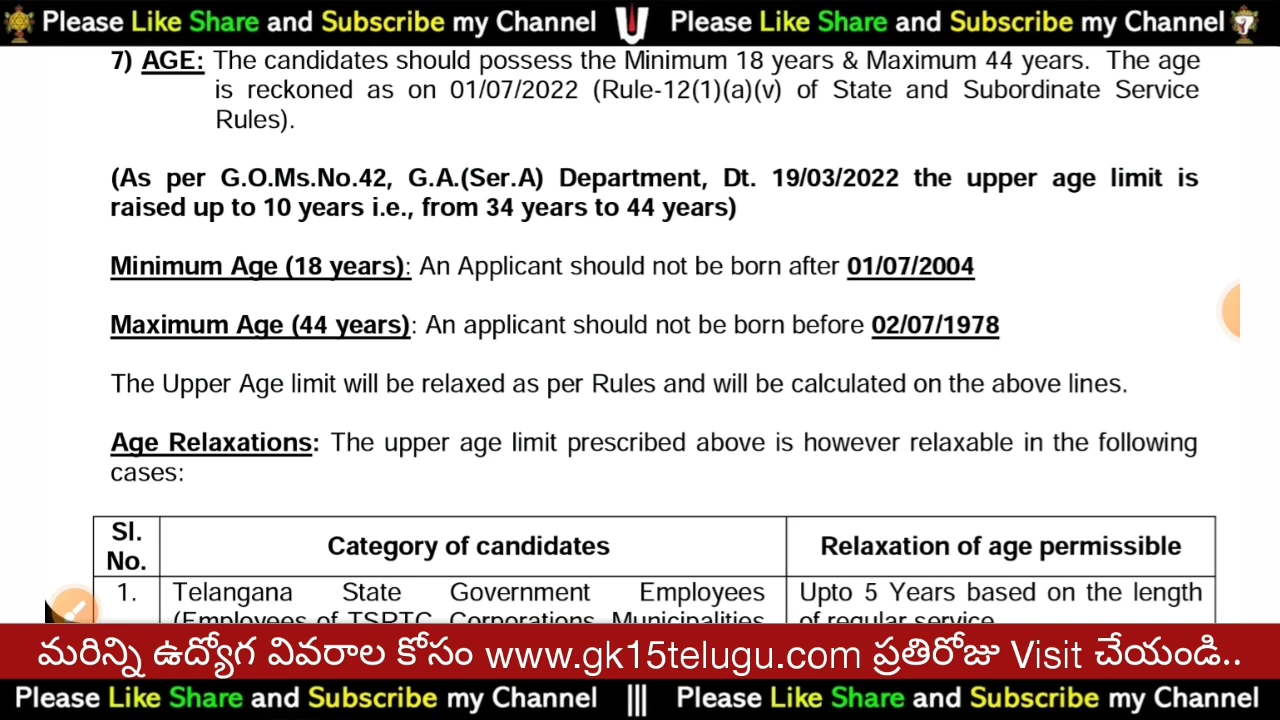 Please Like Share and Subscribe my Channel Please Like Share and Subscribe my Channel
7) AGE: The candidates should possess the Minimum 18 years & Maximum 44 years. The age
is reckoned as on 01/07/2022 (Rule-12(1)(a)(v) of State and Subordinate Service
Rules).
(As per G.O.Ms.No.42, G.A.(Ser.A) Department, Dt. 19/03/2022 the upper age limit is
raised up to 10 years i.e., from 34 years to 44 years)
Minimum Age (18 years): An Applicant should not be born after 01/07/2004
Maximum Age (44 years): An applicant should not be born before 02/07/1978
The Upper Age limit will be relaxed as per Rules and will be calculated on the above lines.
Age Relaxations: The upper age limit prescribed above is however relaxable in the following
cases:
Sl.
No.
Category of candidates
Relaxation of age permissible
1. Telangana State Government Employees
(Employees of TSRTC, Corporations, Municipalities
Upto 5 Years based on the length
of regular service
మరిన్ని ఉద్యోగ వివరాల కోసం www.gk15telugu.com ప్రతిరోజు Visit చేయండి..
Please Like Share and Subscribe my Channel ||| Please Like Share and Subscribe my Channel